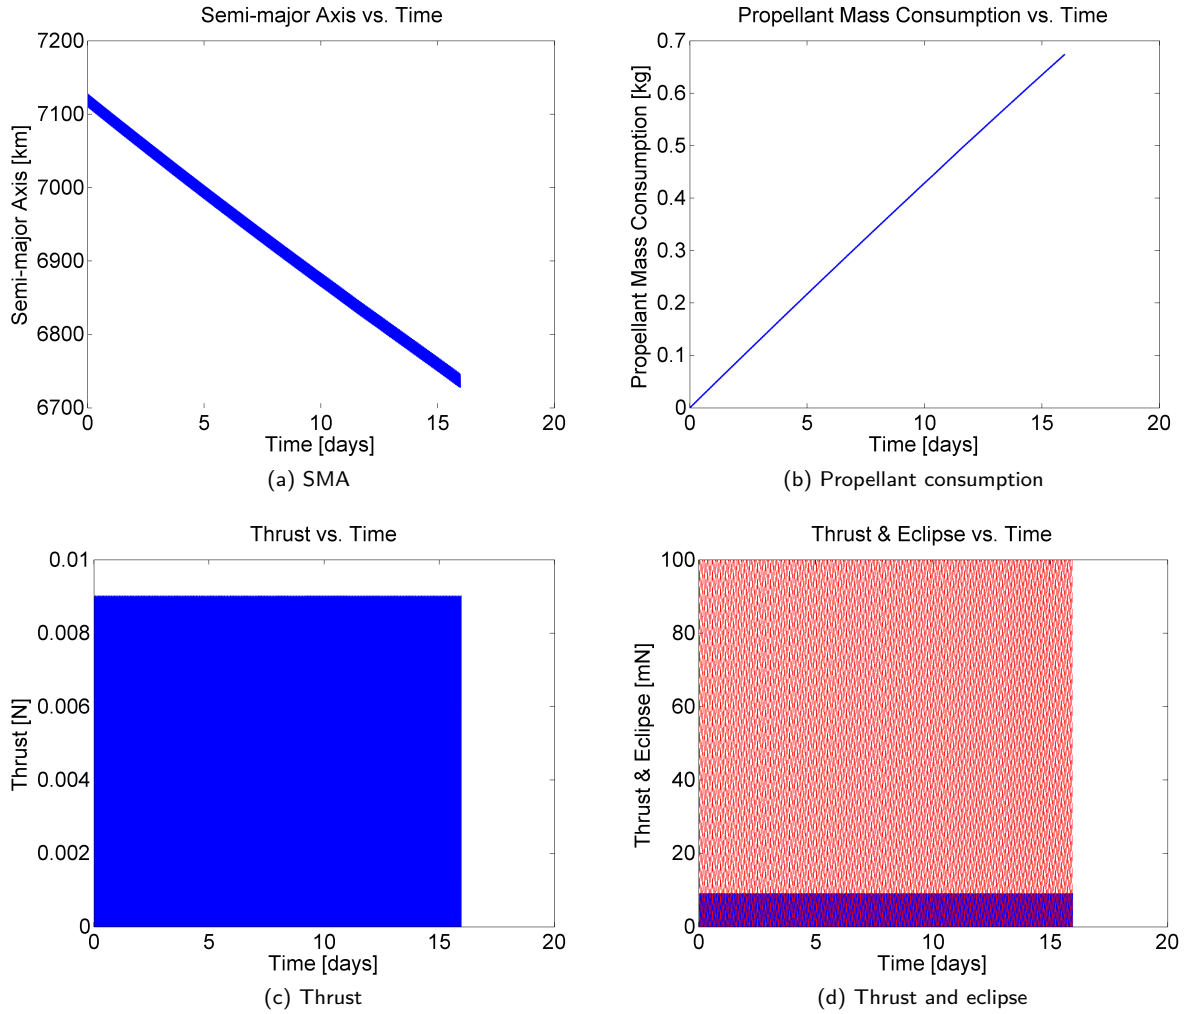 Semi-major Axis vs. Time
7200
7100
7000
6900
6800
6700
Semi-major Axis [km]
0 5 10 15 20
Time [days]
(a) SMA
Propellant Mass Consumption vs. Time
0.7
0.6
0.5
0.4
0.3
0.2
0.1
0
Propellant Mass Consumption [kg]
0 5 10 15 20
Time [days]
(b) Propellant consumption
Thrust vs. Time
0.01
0.008
0.006
0.004
0.002
0
Thrust [N]
0 5 10 15 20
Time [days]
(c) Thrust
Thrust & Eclipse vs. Time
100
80
60
40
20
0
Thrust & Eclipse [mN]
0 5 10 15 20
Time [days]
(d) Thrust and eclipse